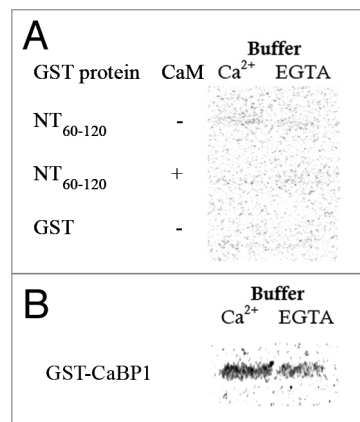 A
Buffer
GST protein CaM Ca²⁺ EGTA
NT₆₀₋₁₂₀ -
NT₆₀₋₁₂₀ +
GST -
B
Buffer
Ca²⁺ EGTA
GST-CaBP1